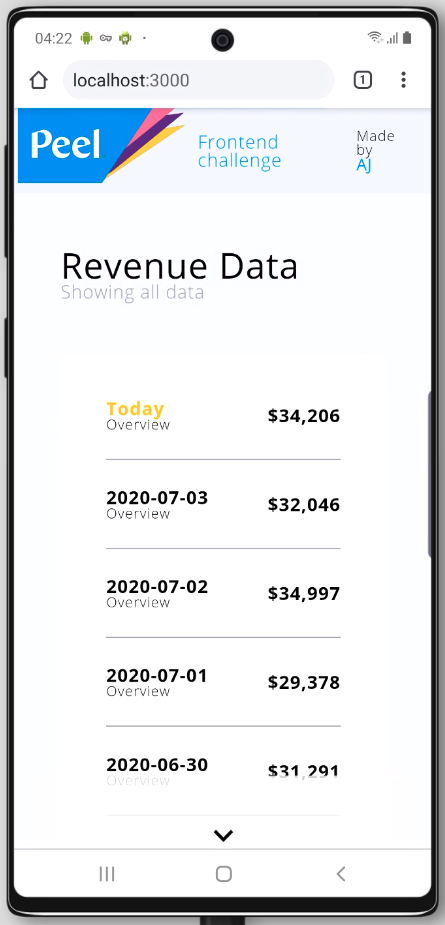 04:22
localhost:3000
1
Peel
Frontend
challenge
Made
by
AJ
Revenue Data
Showing all data
Today
Overview
$34,206
2020-07-03
Overview
$32,046
2020-07-02
Overview
$34,997
2020-07-01
Overview
$29,378
2020-06-30
Overview
$31,291